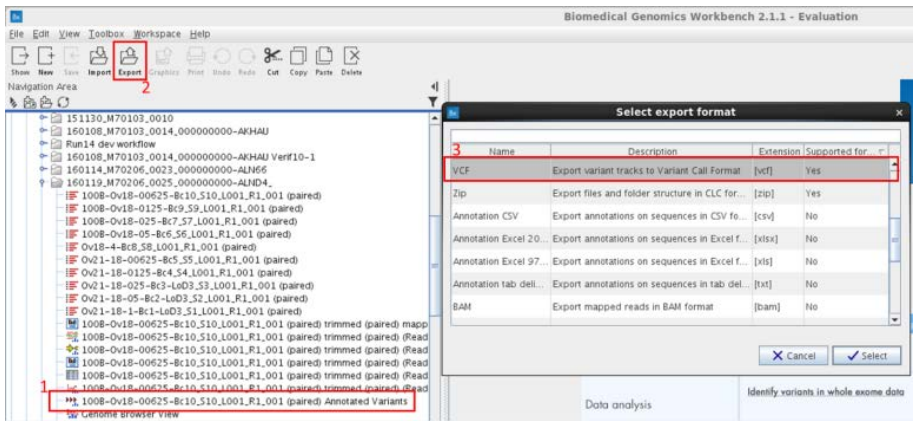 Biomedical Genomics Workbench 2.1.1 - Evaluation
File Edit View Toolbox Workspace Help
Show New Save Import Export Graphics Print Undo Redo Cut Copy Paste Delete
2
Navigation Area
151130_M70103_0010
160108_M70103_0014_000000000-AKHAU
Run14 dev workflow
160108_M70103_0014_000000000-AKHAU Verif10-1
160114_M70206_0023_000000000-ALN66
160119_M70206_0025_000000000-ALND4_
100B-Ov18-00625-Bc10_S10_L001_R1_001 (paired)
100B-Ov18-0125-Bc9_S9_L001_R1_001 (paired)
100B-Ov18-025-Bc7_S7_L001_R1_001 (paired)
100B-Ov18-05-Bc6_S6_L001_R1_001 (paired)
Ov18-4-Bc8_S8_L001_R1_001 (paired)
Ov21-18-00625-Bc5_S5_L001_R1_001 (paired)
Ov21-18-0125-Bc4_S4_L001_R1_001 (paired)
Ov21-18-025-Bc3-LoD3_S3_L001_R1_001 (paired)
Ov21-18-05-Bc2-LoD3_S2_L001_R1_001 (paired)
Ov21-18-1-Bc1-LoD3_S1_L001_R1_001 (paired)
100B-Ov18-00625-Bc10_S10_L001_R1_001 (paired) trimmed (paired) mapp
100B-Ov18-00625-Bc10_S10_L001_R1_001 (paired) trimmed (paired) (Read
100B-Ov18-00625-Bc10_S10_L001_R1_001 (paired) trimmed (paired) (Read
100B-Ov18-00625-Bc10_S10_L001_R1_001 (paired) trimmed (paired) (Read
100B-Ov18-00625-Bc10_S10_L001_R1_001 (paired) trimmed (paired) (Read
100B-Ov18-00625-Bc10_S10_L001_R1_001 (paired) trimmed (paired) (Read
1
100B-Ov18-00625-Bc10_S10_L001_R1_001 (paired) Annotated Variants
Genome Browser View
Select export format
3
Name Description Extension Supported for...
VCF Export variant tracks to Variant Call Format [vcf] Yes
Zip Export files and folder structure in CLC for... [zip] Yes
Annotation CSV Export annotations on sequences in CSV fo... [csv] No
Annotation Excel 20... Export annotations on sequences in Excel f... [xlsx] No
Annotation Excel 97... Export annotations on sequences in Excel f... [xls] No
Annotation tab deli... Export annotations on sequences in tab del... [txt] No
BAM Export mapped reads in BAM format [bam] No
Cancel Select
Data analysis
Identify variants in whole exome data